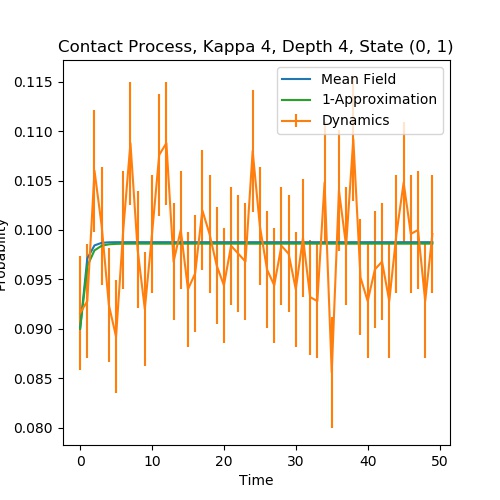 Contact Process, Kappa 4, Depth 4, State (0, 1)
Mean Field
1-Approximation
Dynamics
0.115
0.110
0.105
0.100
0.095
0.090
0.085
0.080
Probability
0
10
20
30
40
50
Time